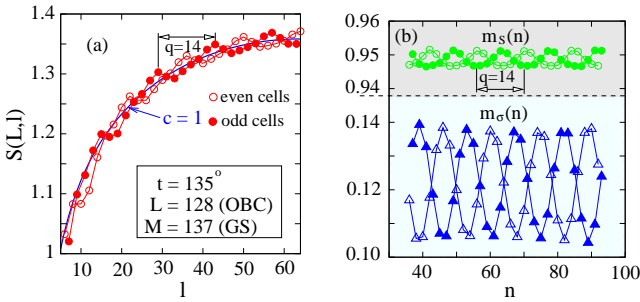 (a)
q=14
even cells
odd cells
c = 1
t = 135°
L = 128 (OBC)
M = 137 (GS)
S(L,l)
1.4
1.3
1.2
1.1
1
10
20
30
40
50
60
l
(b)
m_S(n)
q=14
m_σ(n)
0.96
0.95
0.94
0.14
0.12
0.10
40
60
80
100
n